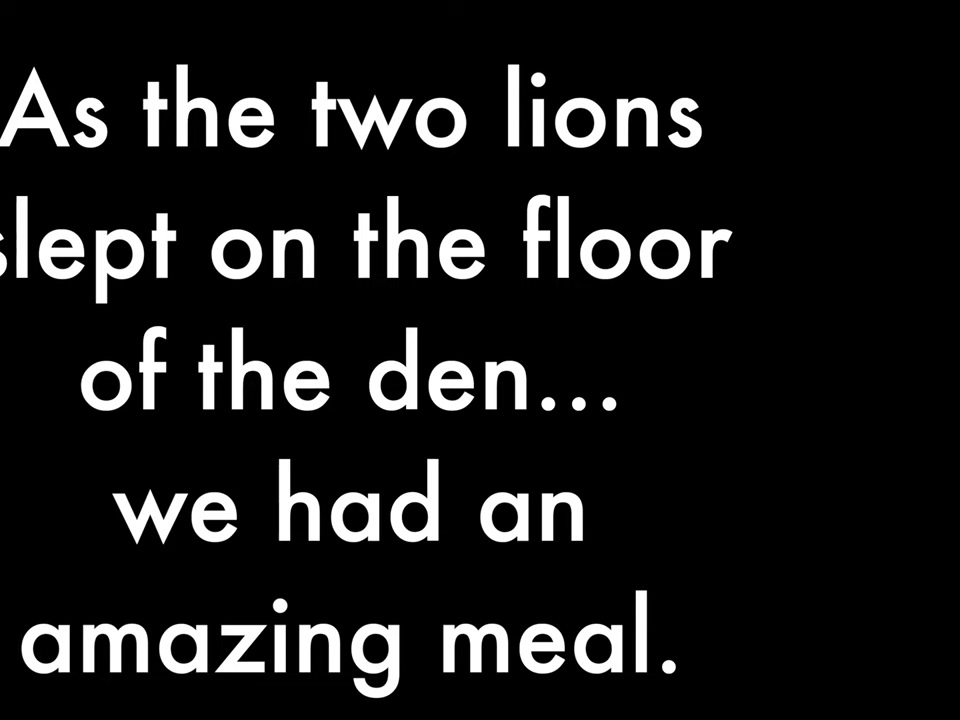 As the two lions
slept on the floor
of the den...
we had an
amazing meal.